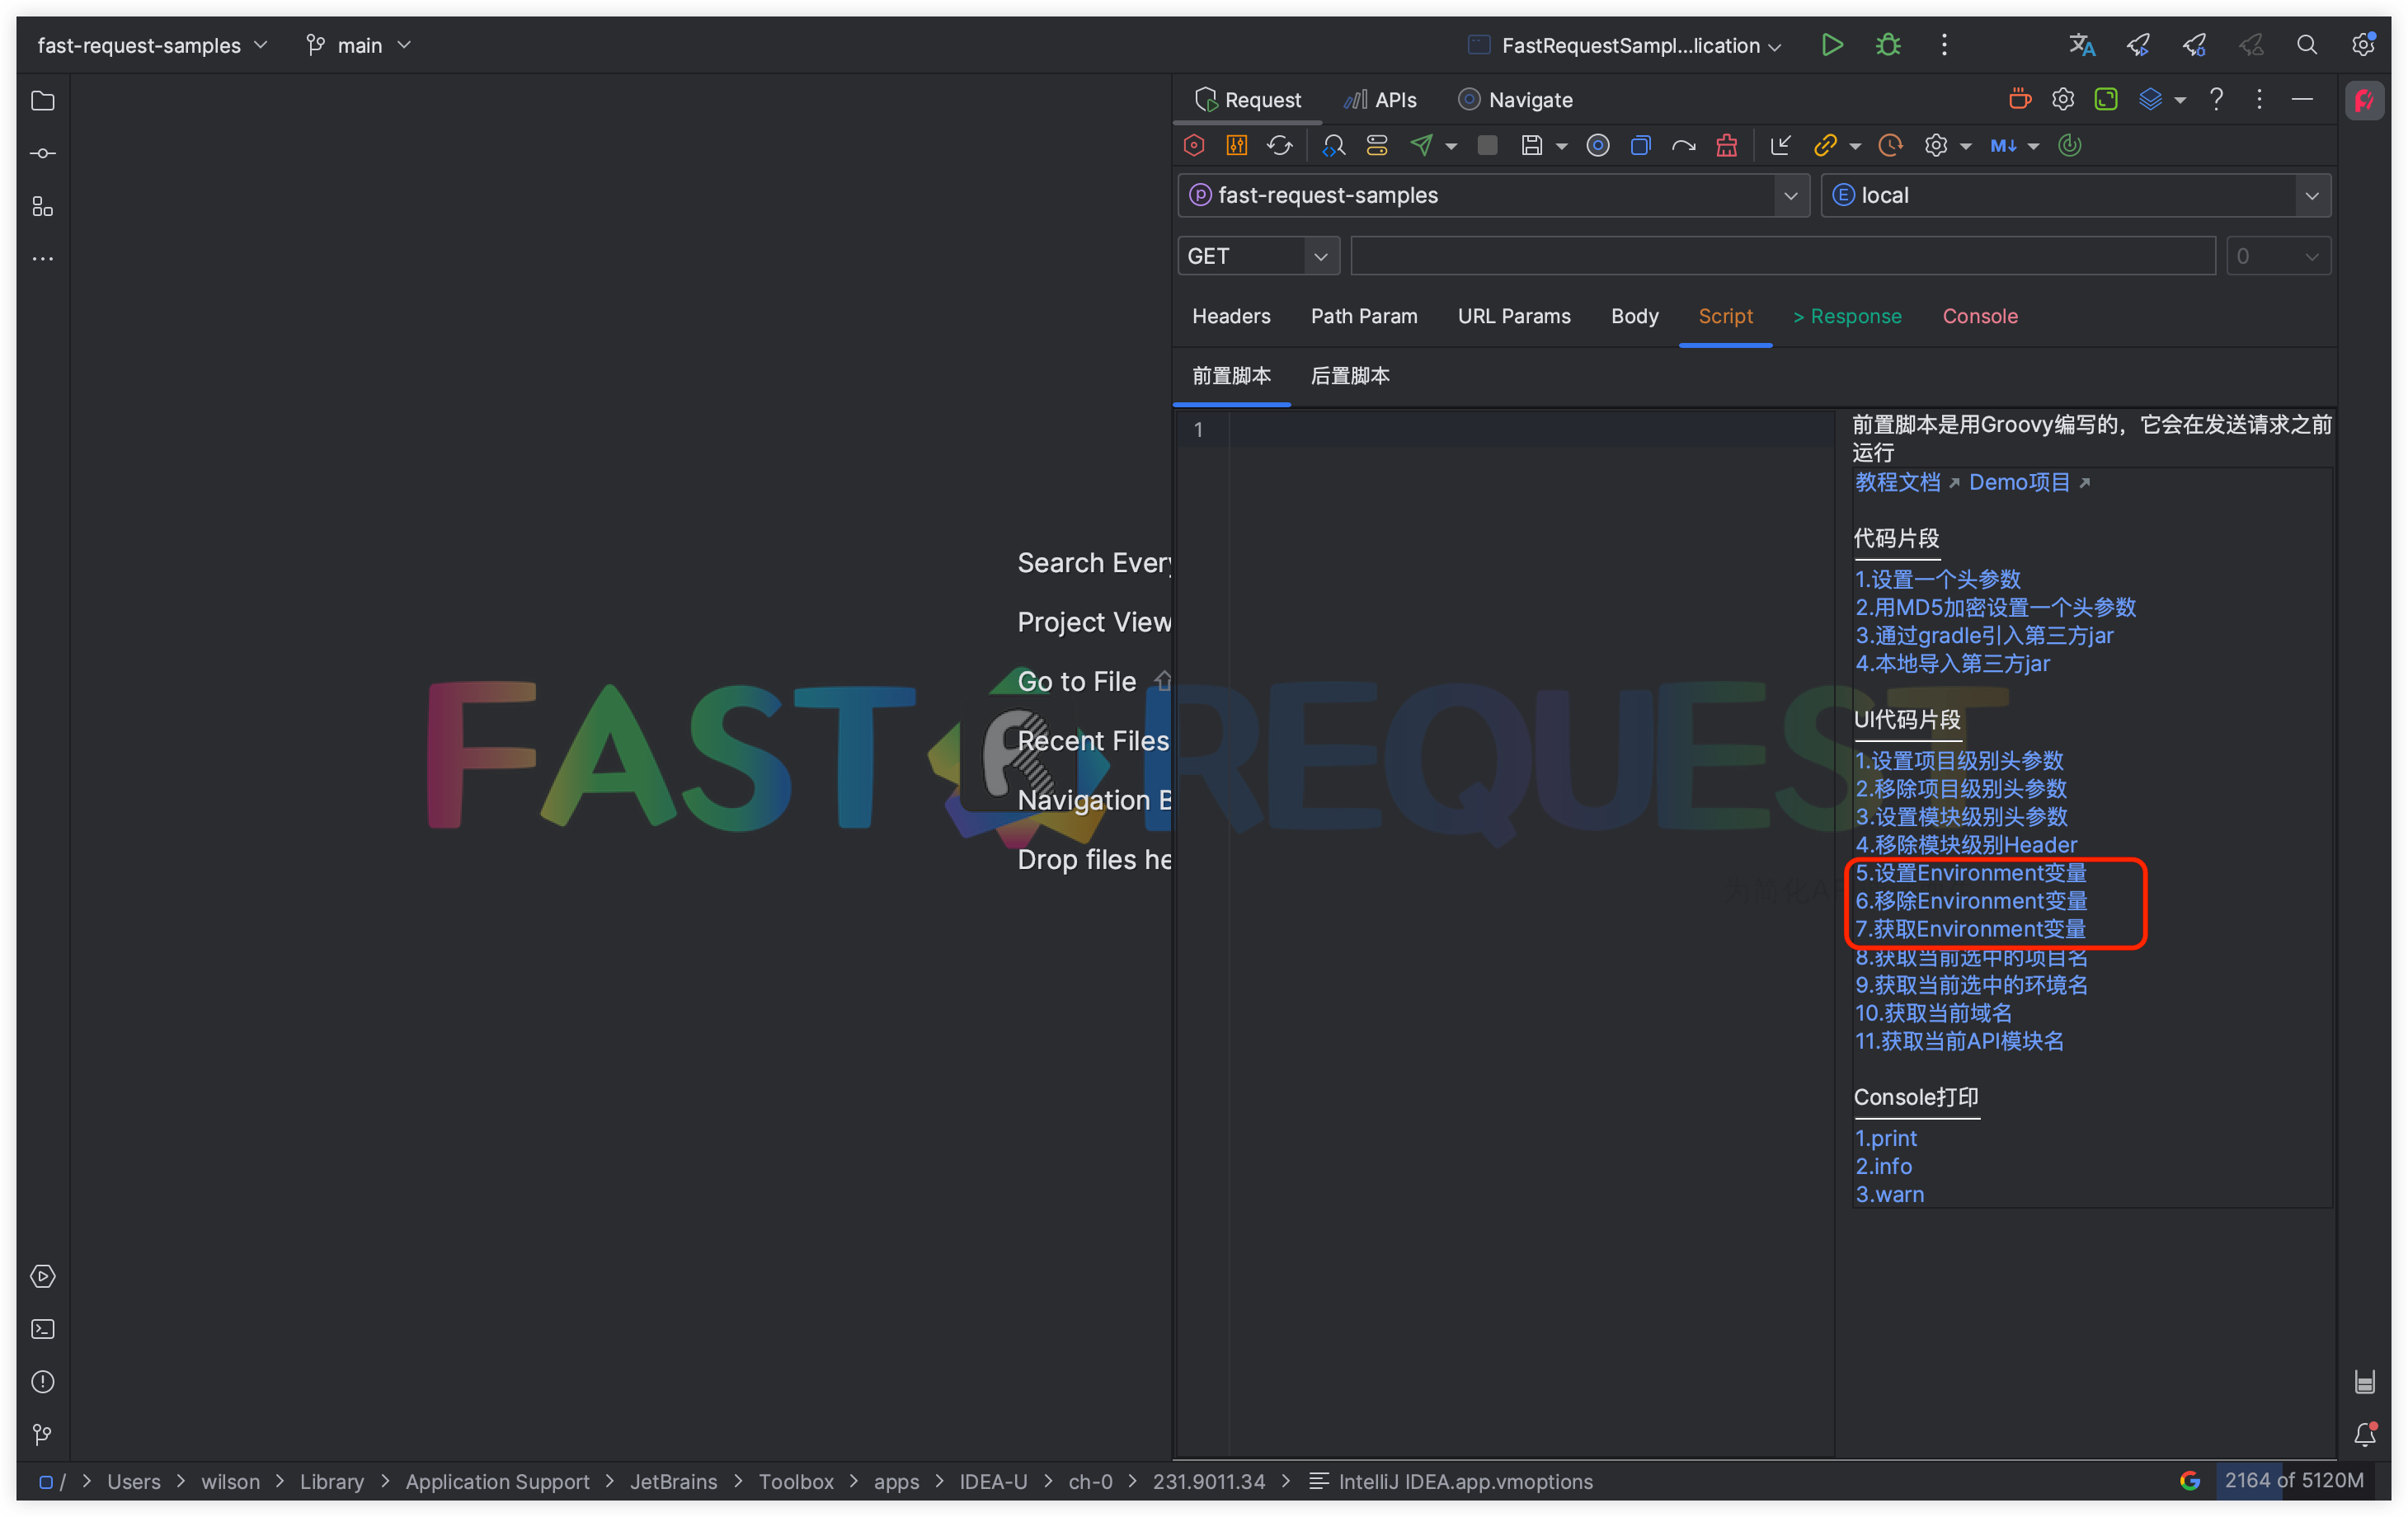 fast-request-samples
main
FastRequestSampl...lication
Request
APIs
Navigate
M↓
fast-request-samples
local
GET
0
Headers
Path Param
URL Params
Body
Script
> Response
Console
前置脚本
后置脚本
1
前置脚本是用Groovy编写的，它会在发送请求之前
运行
教程文档 Demo项目
代码片段
1.设置一个头参数
2.用MD5加密设置一个头参数
3.通过gradle引入第三方jar
4.本地导入第三方jar
UI代码片段
1.设置项目级别头参数
2.移除项目级别头参数
3.设置模块级别头参数
4.移除模块级别Header
5.设置Environment变量
6.移除Environment变量
7.获取Environment变量
8.获取当前选中的项目名
9.获取当前选中的环境名
10.获取当前域名
11.获取当前API模块名
Console打印
1.print
2.info
3.warn
Search Every
Project View
Go to File
Recent Files
Navigation B
Drop files he
FAST REQUEST
为简化A
/ > Users > wilson > Library > Application Support > JetBrains > Toolbox > apps > IDEA-U > ch-0 > 231.9011.34 > IntelliJ IDEA.app.vmoptions
2164 of 5120M